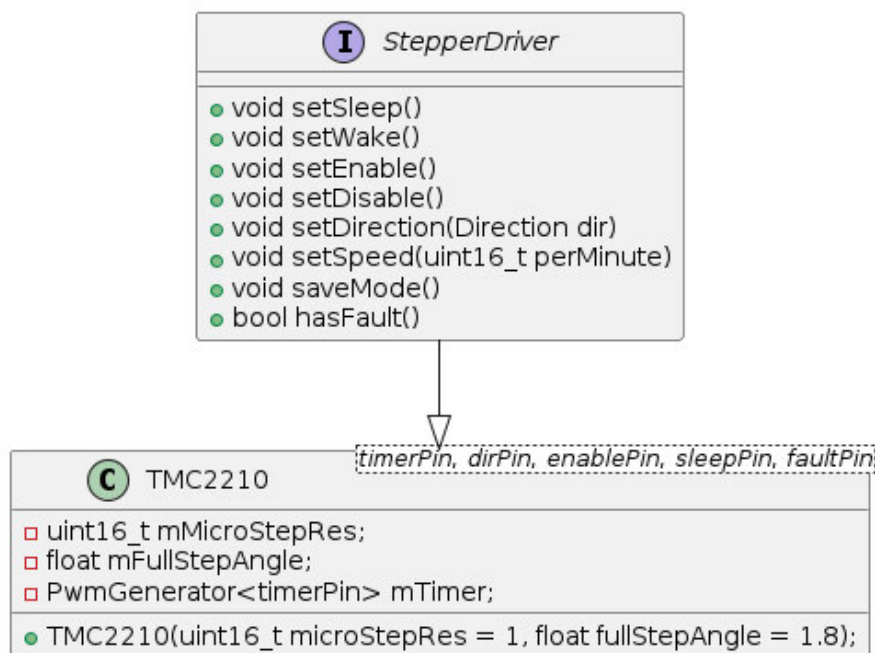 I StepperDriver
void setSleep()
void setWake()
void setEnable()
void setDisable()
void setDirection(Direction dir)
void setSpeed(uint16_t perMinute)
void saveMode()
bool hasFault()
timerPin, dirPin, enablePin, sleepPin, faultPin
C TMC2210
uint16_t mMicroStepRes;
float mFullStepAngle;
PwmGenerator<timerPin> mTimer;
TMC2210(uint16_t microStepRes = 1, float fullStepAngle = 1.8);